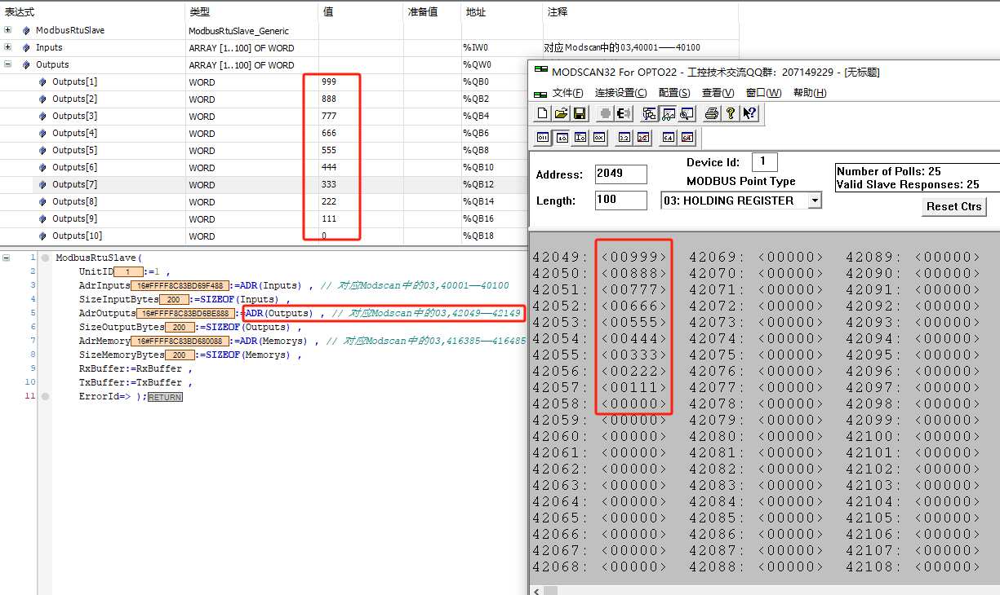 表达式 类型 值 准备值 地址 注释
ModbusRtuSlave ModbusRtuSlave_Generic
Inputs ARRAY [1..100] OF WORD %IW0 对应Modscan中的03,40001——40100
Outputs ARRAY [1..100] OF WORD %QW0
Outputs[1] WORD 999 %QB0
Outputs[2] WORD 888 %QB2
Outputs[3] WORD 777 %QB4
Outputs[4] WORD 666 %QB6
Outputs[5] WORD 555 %QB8
Outputs[6] WORD 444 %QB10
Outputs[7] WORD 333 %QB12
Outputs[8] WORD 222 %QB14
Outputs[9] WORD 111 %QB16
Outputs[10] WORD 0 %QB18
1 ModbusRtuSlave(
2 UnitID 1 :=1 ,
3 AdrInputs 16#FFFF8C83BD69F488 :=ADR(Inputs) , // 对应Modscan中的03,40001——40100
4 SizeInputBytes 200 :=SIZEOF(Inputs) ,
5 AdrOutputs 16#FFFF8C83BD6BE888 :=ADR(Outputs) , // 对应Modscan中的03,42049——42149
6 SizeOutputBytes 200 :=SIZEOF(Outputs) ,
7 AdrMemory 16#FFFF8C83BD680088 :=ADR(Memorys) , // 对应Modscan中的03,416385——416485
8 SizeMemoryBytes 200 :=SIZEOF(Memorys) ,
9 RxBuffer:=RxBuffer ,
10 TxBuffer:=TxBuffer ,
11 ErrorId=> );RETURN
MODSCAN32 For OPTO22 - 工控技术交流QQ群：207149229 - [无标题]
文件(F) 连接设置(C) 配置(S) 查看(V) 窗口(W) 帮助(H)
Address: 2049
Length: 100
Device Id: 1
MODBUS Point Type
03: HOLDING REGISTER
Number of Polls: 25
Valid Slave Responses: 25
Reset Ctrs
42049: <00999> 42069: <00000> 42089: <00000>
42050: <00888> 42070: <00000> 42090: <00000>
42051: <00777> 42071: <00000> 42091: <00000>
42052: <00666> 42072: <00000> 42092: <00000>
42053: <00555> 42073: <00000> 42093: <00000>
42054: <00444> 42074: <00000> 42094: <00000>
42055: <00333> 42075: <00000> 42095: <00000>
42056: <00222> 42076: <00000> 42096: <00000>
42057: <00111> 42077: <00000> 42097: <00000>
42058: <00000> 42078: <00000> 42098: <00000>
42059: <00000> 42079: <00000> 42099: <00000>
42060: <00000> 42080: <00000> 42100: <00000>
42061: <00000> 42081: <00000> 42101: <00000>
42062: <00000> 42082: <00000> 42102: <00000>
42063: <00000> 42083: <00000> 42103: <00000>
42064: <00000> 42084: <00000> 42104: <00000>
42065: <00000> 42085: <00000> 42105: <00000>
42066: <00000> 42086: <00000> 42106: <00000>
42067: <00000> 42087: <00000> 42107: <00000>
42068: <00000> 42088: <00000> 42108: <00000>